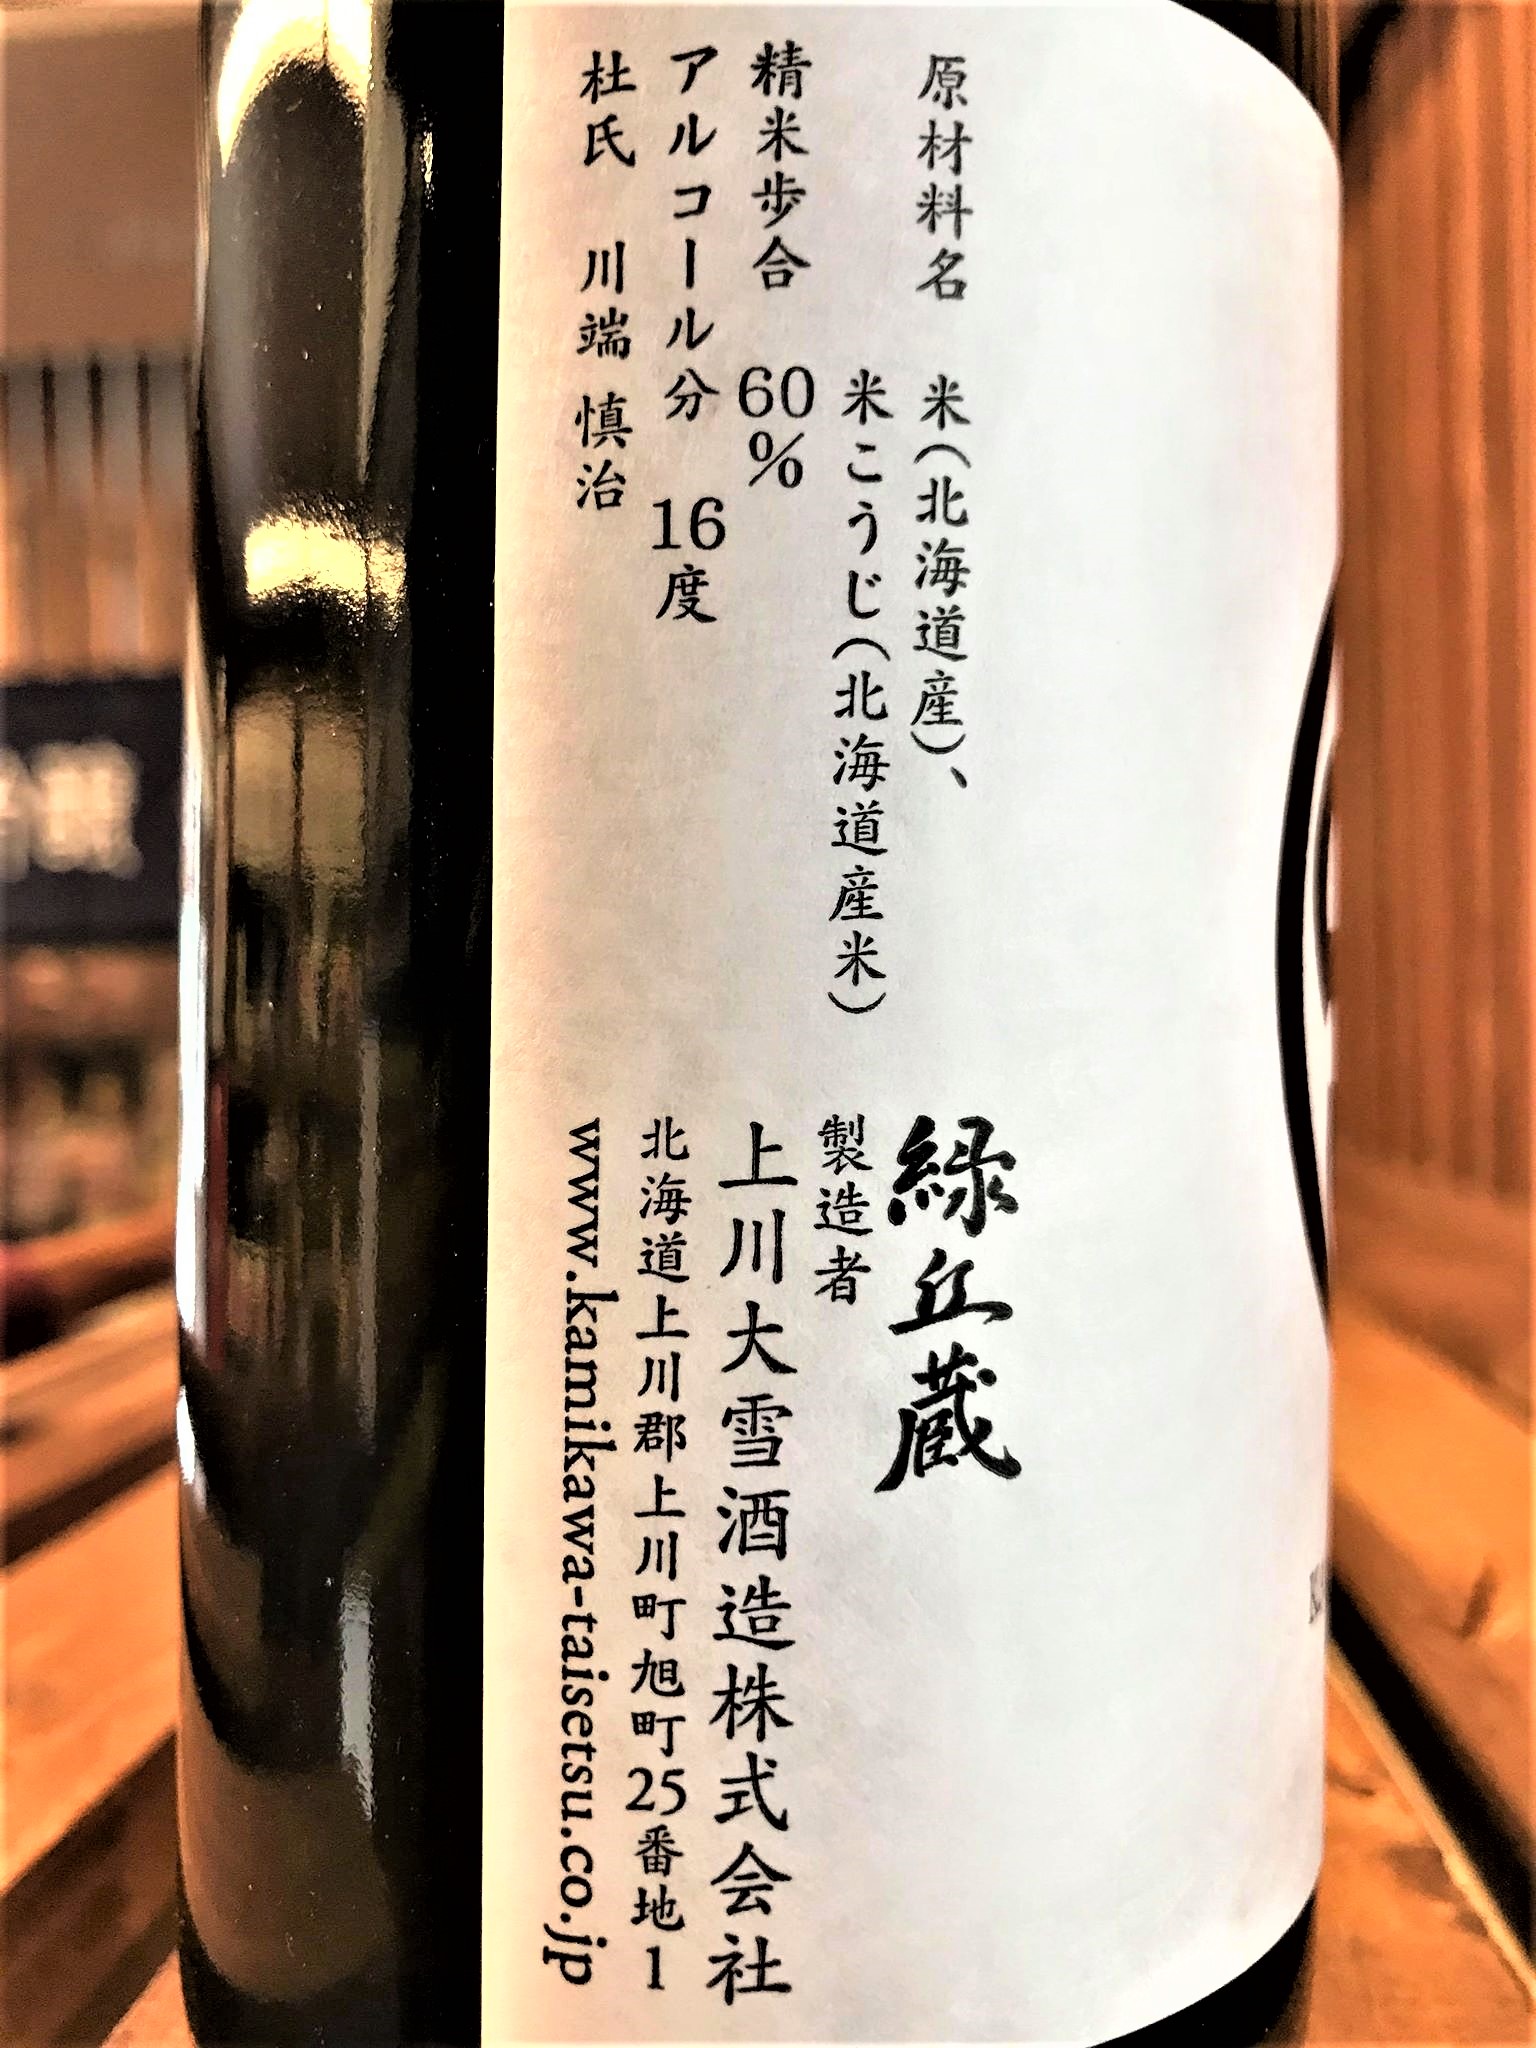 原材料名 米(北海道産)、
米こうじ(北海道産米)
精米歩合 60%
アルコール分 16度
杜氏 川端 慎治
緑丘蔵
製造者
上川大雪酒造株式会社
北海道上川郡上川町旭町25番地1
www.kamikawa-taisetsu.co.jp